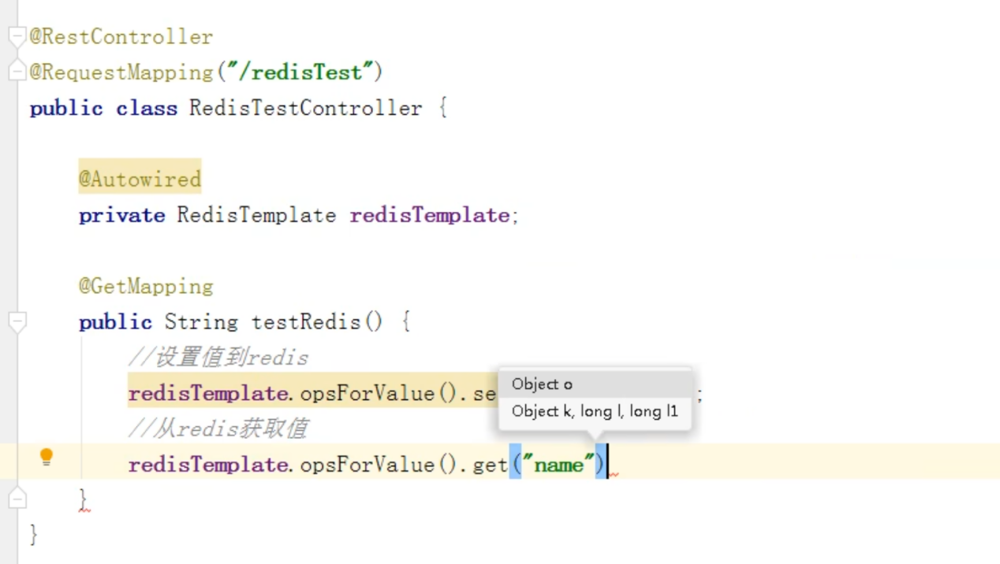 @RestController
@RequestMapping("/redisTest")
public class RedisTestController {
@Autowired
private RedisTemplate redisTemplate;
@GetMapping
public String testRedis() {
//设置值到redis
redisTemplate.opsForValue().se ;
Object o
Object k, long l, long l1
//从redis获取值
redisTemplate.opsForValue().get("name")
}
}